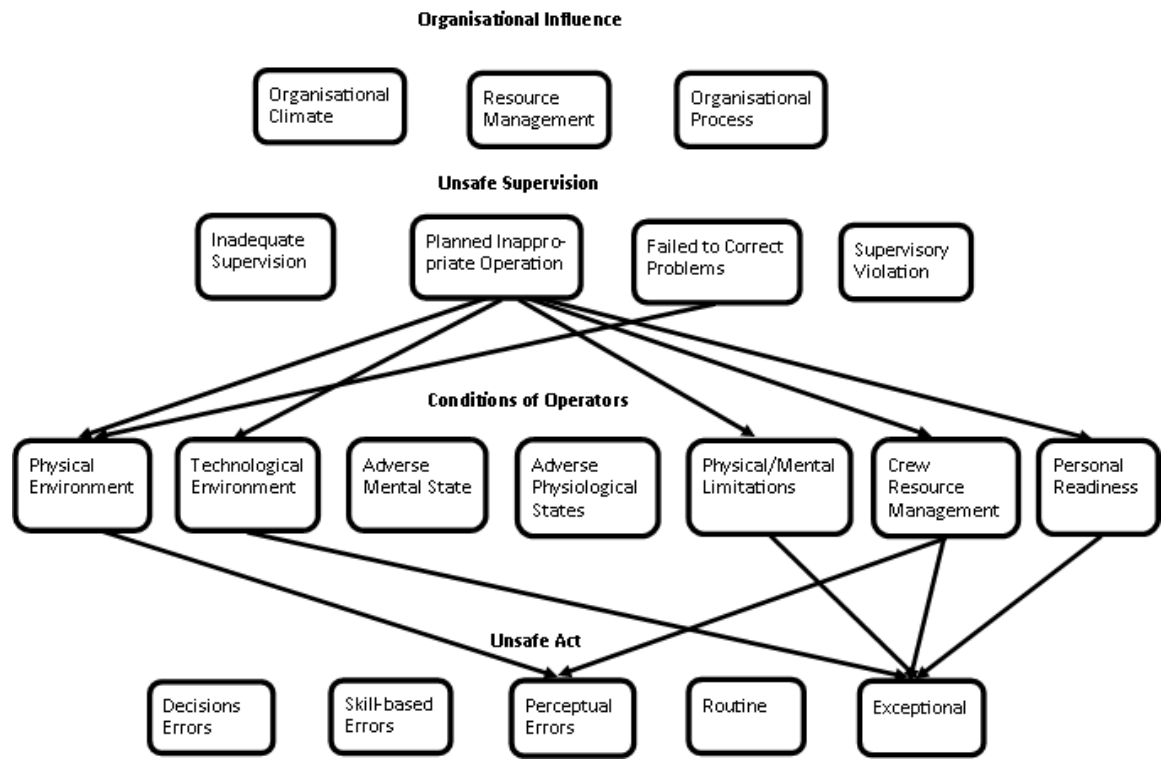 Organisational Influence
Organisational
Climate
Resource
Management
Organisational
Process
Unsafe Supervision
Inadequate
Supervision
Planned Inappro-
priate Operation
Failed to Correct
Problems
Supervisory
Violation
Conditions of Operators
Physical
Environment
Technological
Environment
Adverse
Mental State
Adverse
Physiological
States
Physical/Mental
Limitations
Crew
Resource
Management
Personal
Readiness
Unsafe Act
Decisions
Errors
Skill-based
Errors
Perceptual
Errors
Routine
Exceptional